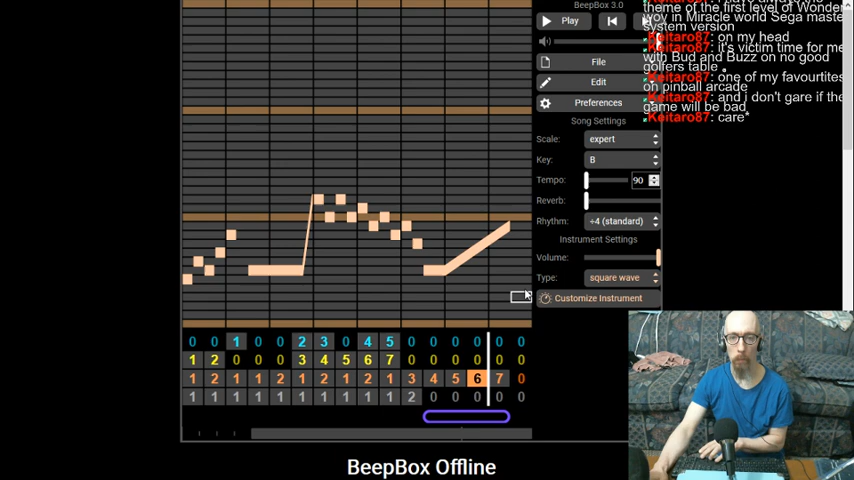 BeepBox 3.0
Play
File
Edit
Preferences
Song Settings
Scale: expert
Key: B
Tempo: 90
Reverb:
Rhythm: +4 (standard)
Instrument Settings
Volume:
Type: square wave
Customize Instrument
theme of the first level of Wonder
boy in Miracle world Sega master
system version
Keitaro87: on my head
Keitaro87: it's victim time for me
with Bud and Buzz on no good
golfers table
Keitaro87: one of my favourtites
on pinball arcade
Keitaro87: and i don't gare if the
game will be bad
Keitaro87: care*
0 0 1 0 0 2 3 0 4 5 0 0 0 0 0 0
1 2 0 0 0 3 4 5 6 7 0 0 0 0 0 0
1 2 1 1 2 1 2 1 2 1 3 4 5 6 7 0
1 1 1 1 1 1 1 1 1 1 2 0 0 0 0 0
BeepBox Offline